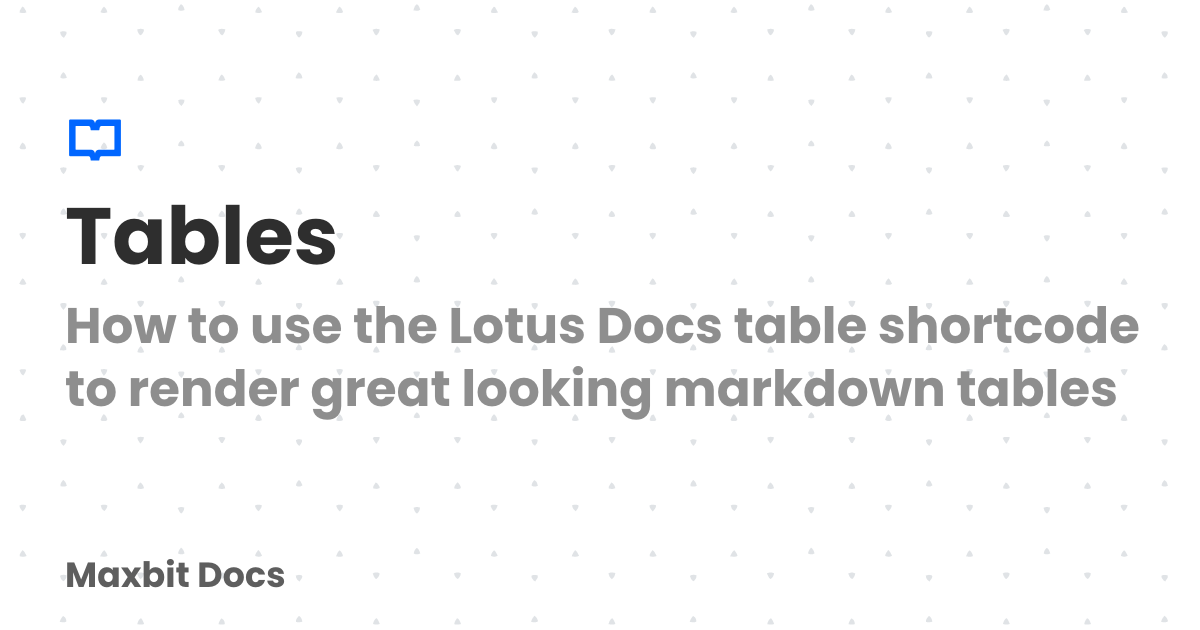 Tables
How to use the Lotus Docs table shortcode
to render great looking markdown tables
Maxbit Docs